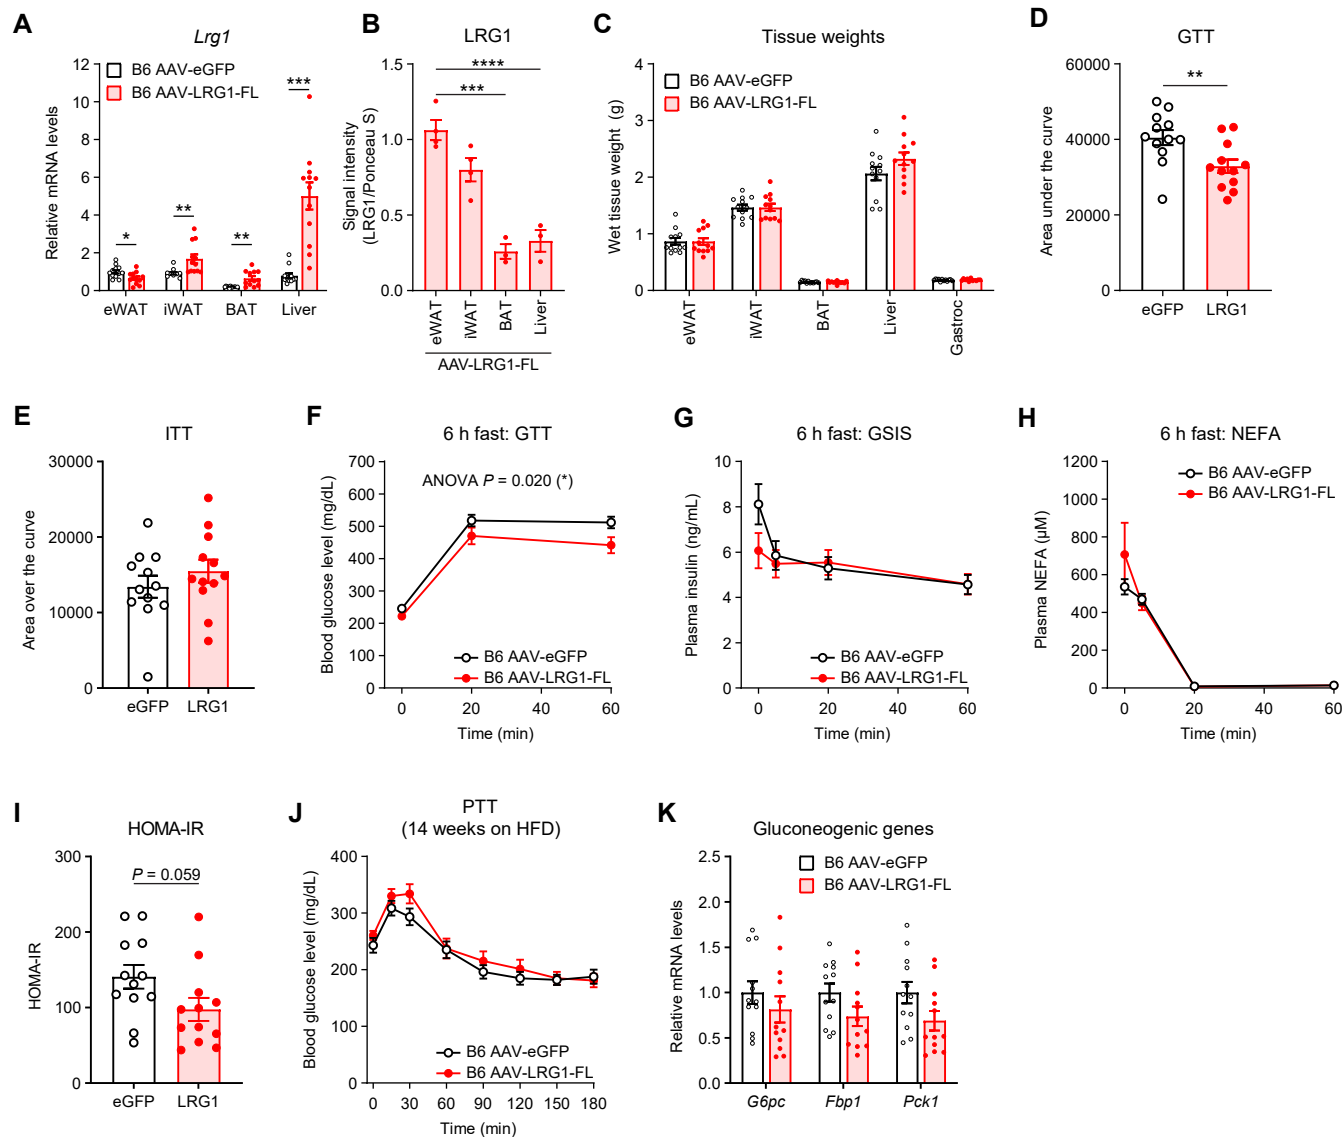 A
Lrg1
B6 AAV-eGFP
B6 AAV-LRG1-FL
Relative mRNA levels
12
10
8
6
4
2
0
*
**
**
***
eWAT
iWAT
BAT
Liver
B
LRG1
Signal intensity
(LRG1/Ponceau S)
1.5
1.0
0.5
0.0
****
***
eWAT
iWAT
BAT
Liver
AAV-LRG1-FL
C
Tissue weights
B6 AAV-eGFP
B6 AAV-LRG1-FL
Wet tissue weight (g)
4
3
2
1
0
eWAT
iWAT
BAT
Liver
Gastroc
D
GTT
Area under the curve
60000
40000
20000
0
**
eGFP
LRG1
E
ITT
Area over the curve
30000
20000
10000
0
eGFP
LRG1
F
6 h fast: GTT
ANOVA P = 0.020 (*)
Blood glucose level (mg/dL)
700
600
500
400
300
200
100
0
B6 AAV-eGFP
B6 AAV-LRG1-FL
0
20
40
60
Time (min)
G
6 h fast: GSIS
Plasma insulin (ng/mL)
10
8
6
4
2
0
B6 AAV-eGFP
B6 AAV-LRG1-FL
0
20
40
60
Time (min)
H
6 h fast: NEFA
B6 AAV-eGFP
B6 AAV-LRG1-FL
Plasma NEFA (µM)
1200
1000
800
600
400
200
0
0
20
40
60
Time (min)
I
HOMA-IR
P = 0.059
HOMA-IR
300
200
100
0
eGFP
LRG1
J
PTT
(14 weeks on HFD)
Blood glucose level (mg/dL)
400
300
200
100
0
B6 AAV-eGFP
B6 AAV-LRG1-FL
0
30
60
90
120
150
180
Time (min)
K
Gluconeogenic genes
B6 AAV-eGFP
B6 AAV-LRG1-FL
Relative mRNA levels
2.5
2.0
1.5
1.0
0.5
0.0
G6pc
Fbp1
Pck1